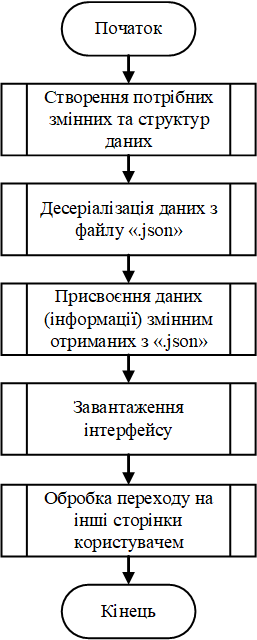 Початок
Створення потрібних
змінних та структур
даних
Десеріалізація даних з
файлу «.json»
Присвоєння даних
(інформації) змінним
отриманих з «.json»
Завантаження
інтерфейсу
Обробка переходу на
інші сторінки
користувачем
Кінець